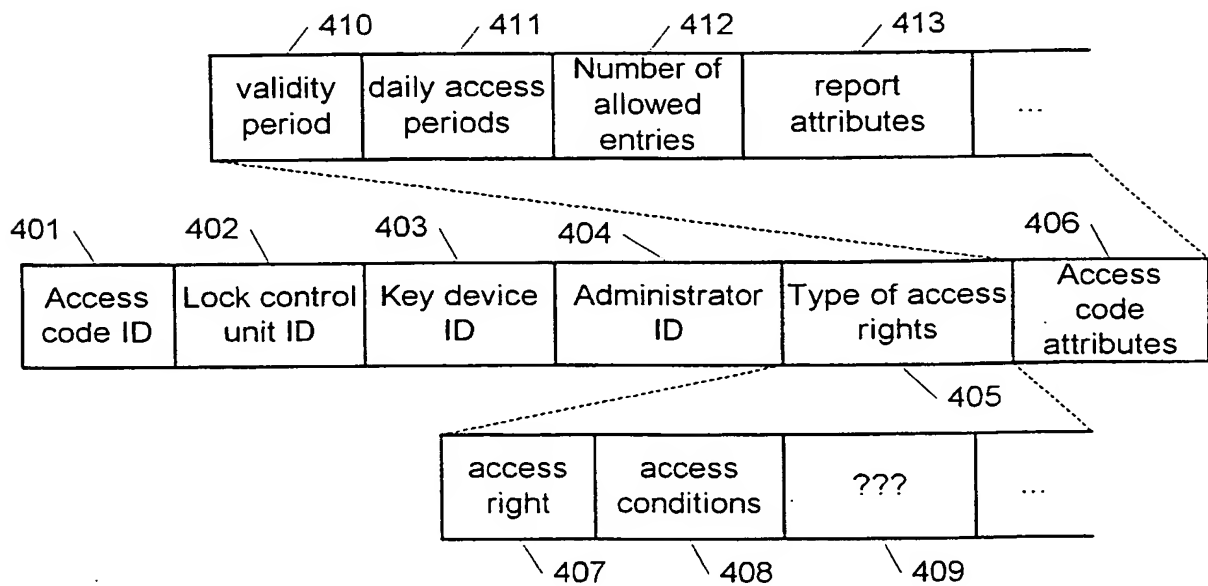 410 411 412 413
validity period
daily access periods
Number of allowed entries
report attributes
...
401 402 403 404 406
Access code ID
Lock control unit ID
Key device ID
Administrator ID
Type of access rights
Access code attributes
405
access right
access conditions
???
...
407 408 409